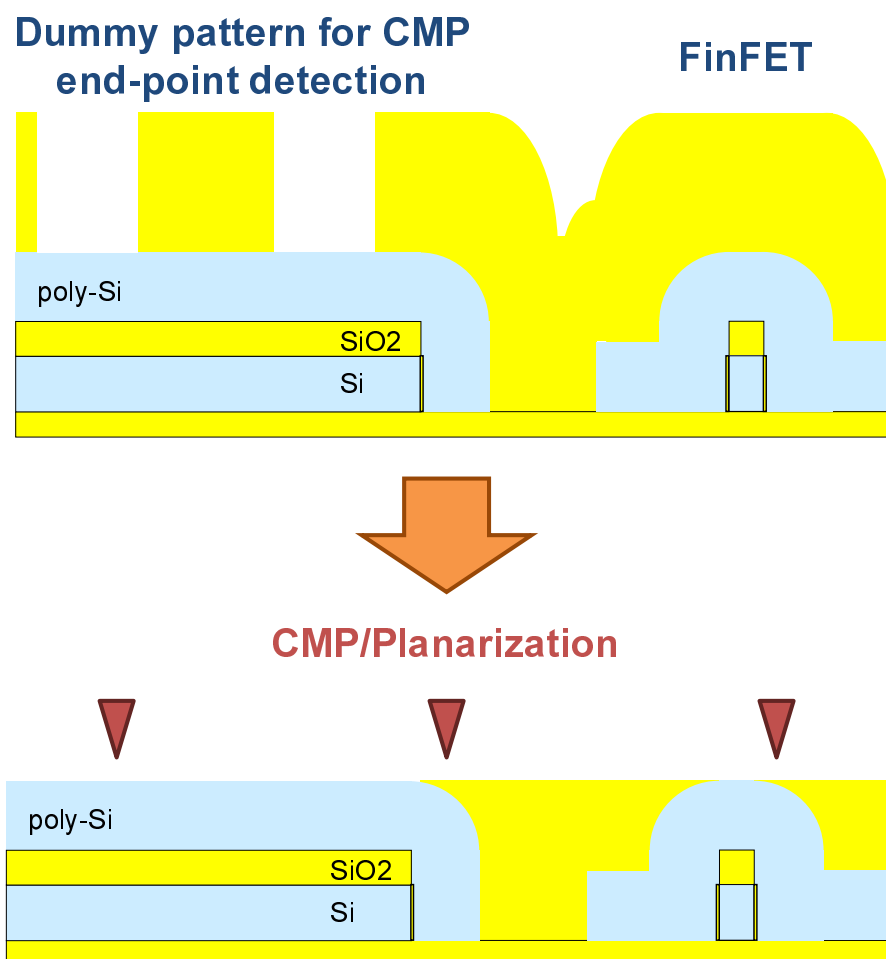 Dummy pattern for CMP
end-point detection
FinFET
poly-Si
SiO2
Si
CMP/Planarization
poly-Si
SiO2
Si